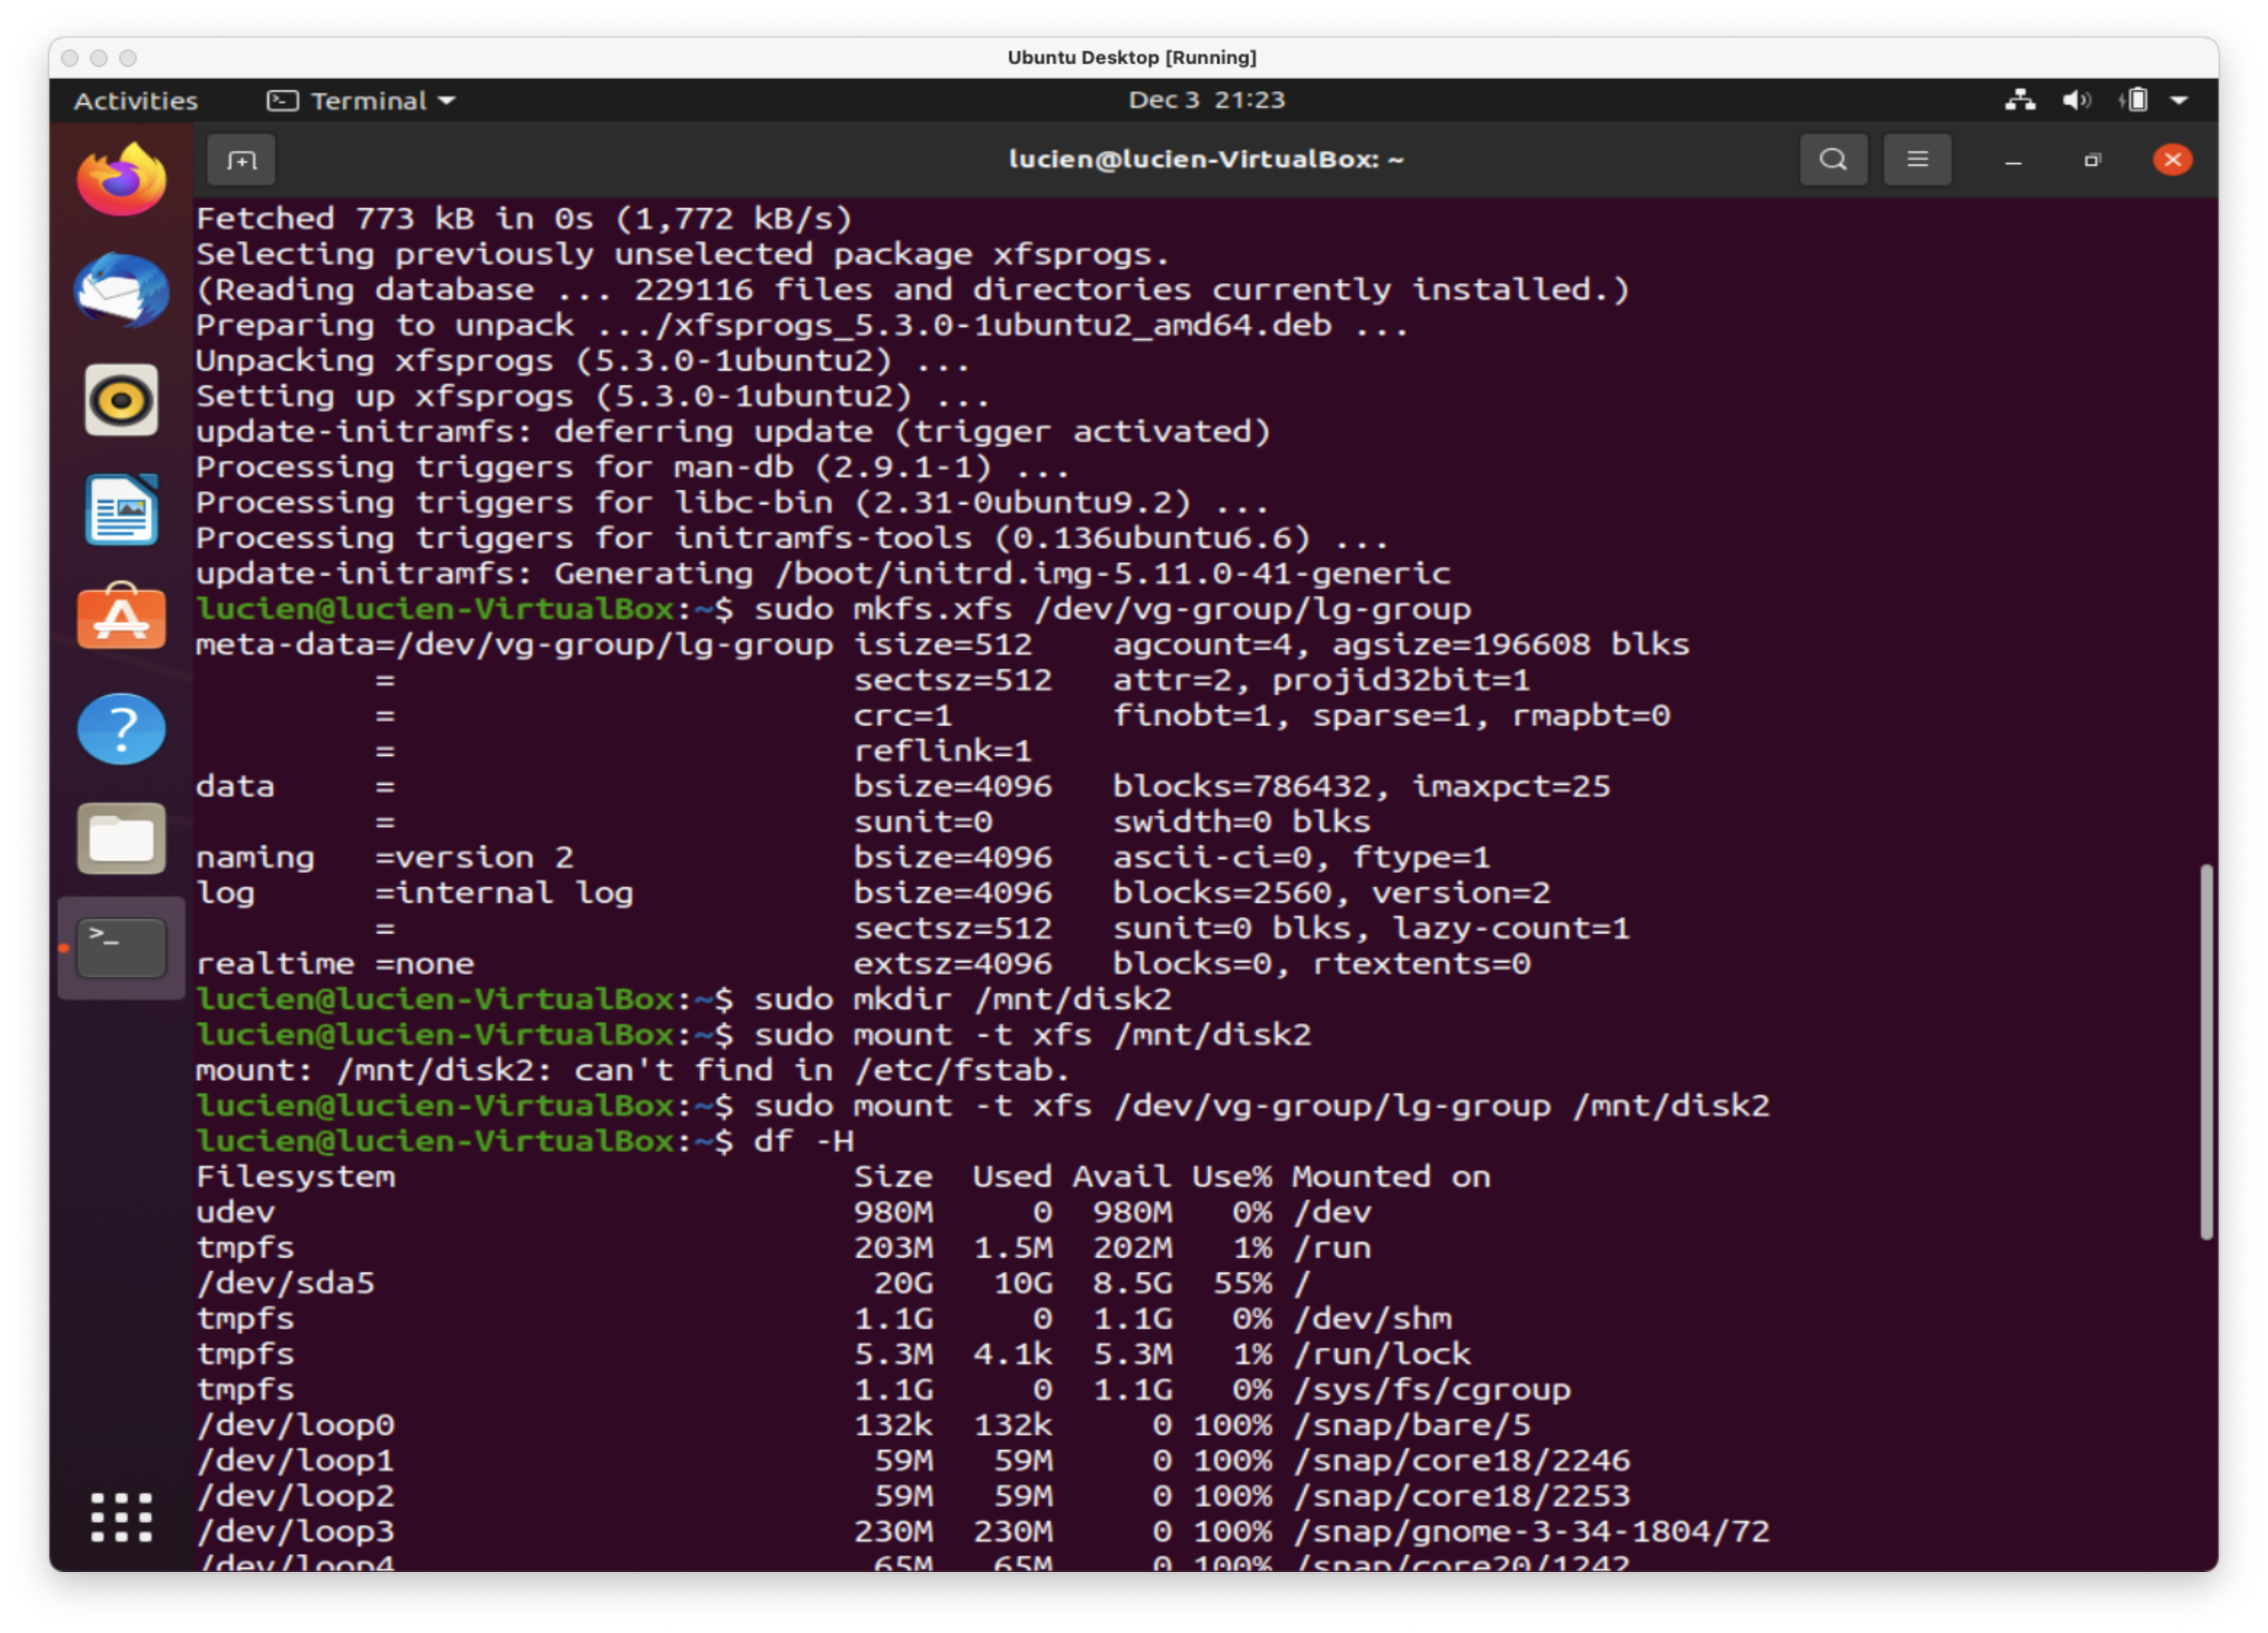 Ubuntu Desktop [Running]
Activities Terminal Dec 3 21:23
lucien@lucien-VirtualBox: ~
Fetched 773 kB in 0s (1,772 kB/s)
Selecting previously unselected package xfsprogs.
(Reading database ... 229116 files and directories currently installed.)
Preparing to unpack .../xfsprogs_5.3.0-1ubuntu2_amd64.deb ...
Unpacking xfsprogs (5.3.0-1ubuntu2) ...
Setting up xfsprogs (5.3.0-1ubuntu2) ...
update-initramfs: deferring update (trigger activated)
Processing triggers for man-db (2.9.1-1) ...
Processing triggers for libc-bin (2.31-0ubuntu9.2) ...
Processing triggers for initramfs-tools (0.136ubuntu6.6) ...
update-initramfs: Generating /boot/initrd.img-5.11.0-41-generic
lucien@lucien-VirtualBox:~$ sudo mkfs.xfs /dev/vg-group/lg-group
meta-data=/dev/vg-group/lg-group isize=512    agcount=4, agsize=196608 blks
         =                       sectsz=512   attr=2, projid32bit=1
         =                       crc=1        finobt=1, sparse=1, rmapbt=0
         =                       reflink=1
data     =                       bsize=4096   blocks=786432, imaxpct=25
         =                       sunit=0      swidth=0 blks
naming   =version 2              bsize=4096   ascii-ci=0, ftype=1
log      =internal log           bsize=4096   blocks=2560, version=2
         =                       sectsz=512   sunit=0 blks, lazy-count=1
realtime =none                   extsz=4096   blocks=0, rtextents=0
lucien@lucien-VirtualBox:~$ sudo mkdir /mnt/disk2
lucien@lucien-VirtualBox:~$ sudo mount -t xfs /mnt/disk2
mount: /mnt/disk2: can't find in /etc/fstab.
lucien@lucien-VirtualBox:~$ sudo mount -t xfs /dev/vg-group/lg-group /mnt/disk2
lucien@lucien-VirtualBox:~$ df -H
Filesystem                       Size  Used Avail Use% Mounted on
udev                             980M     0  980M   0% /dev
tmpfs                            203M  1.5M  202M   1% /run
/dev/sda5                         20G   10G  8.5G  55% /
tmpfs                            1.1G     0  1.1G   0% /dev/shm
tmpfs                            5.3M  4.1k  5.3M   1% /run/lock
tmpfs                            1.1G     0  1.1G   0% /sys/fs/cgroup
/dev/loop0                       132k  132k     0 100% /snap/bare/5
/dev/loop1                        59M   59M     0 100% /snap/core18/2246
/dev/loop2                        59M   59M     0 100% /snap/core18/2253
/dev/loop3                       230M  230M     0 100% /snap/gnome-3-34-1804/72
/dev/loop4                        65M   65M     0 100% /snap/core20/1242